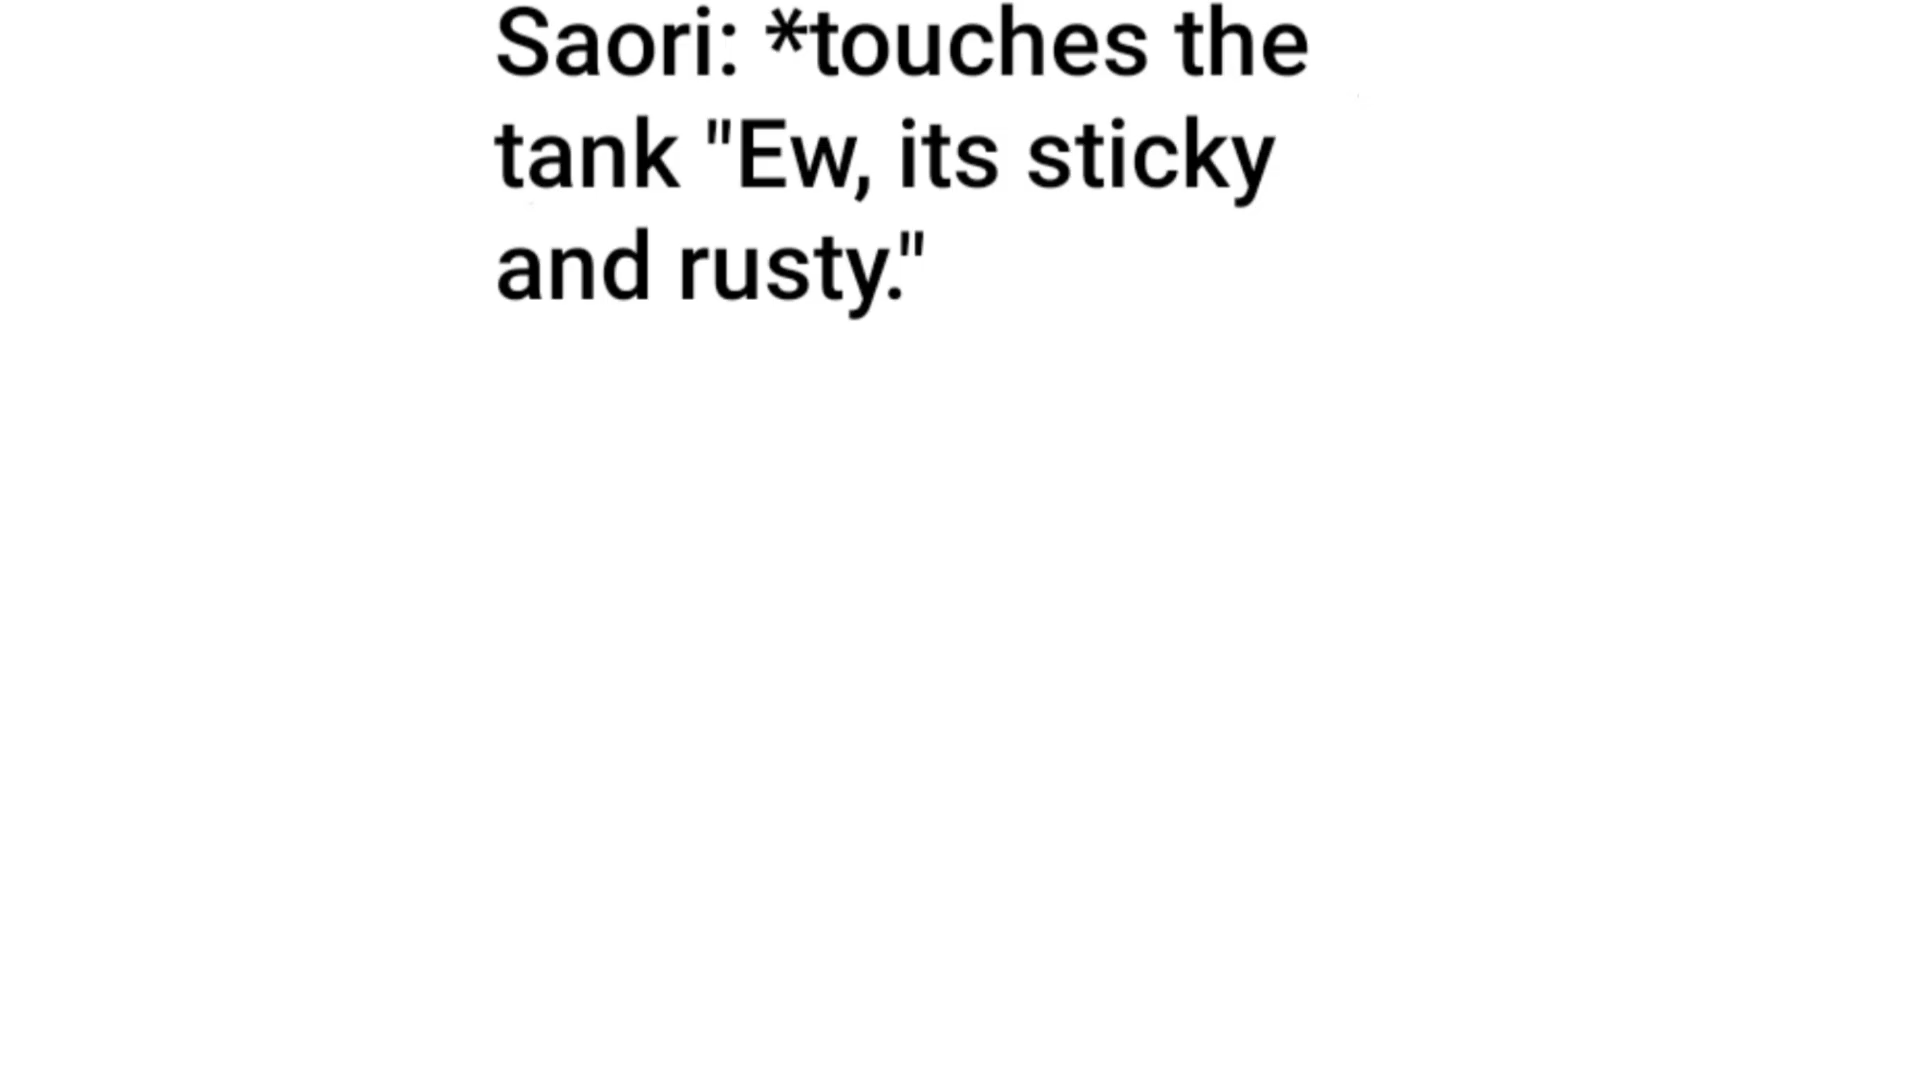 Saori: *touches the
tank "Ew, its sticky
and rusty."